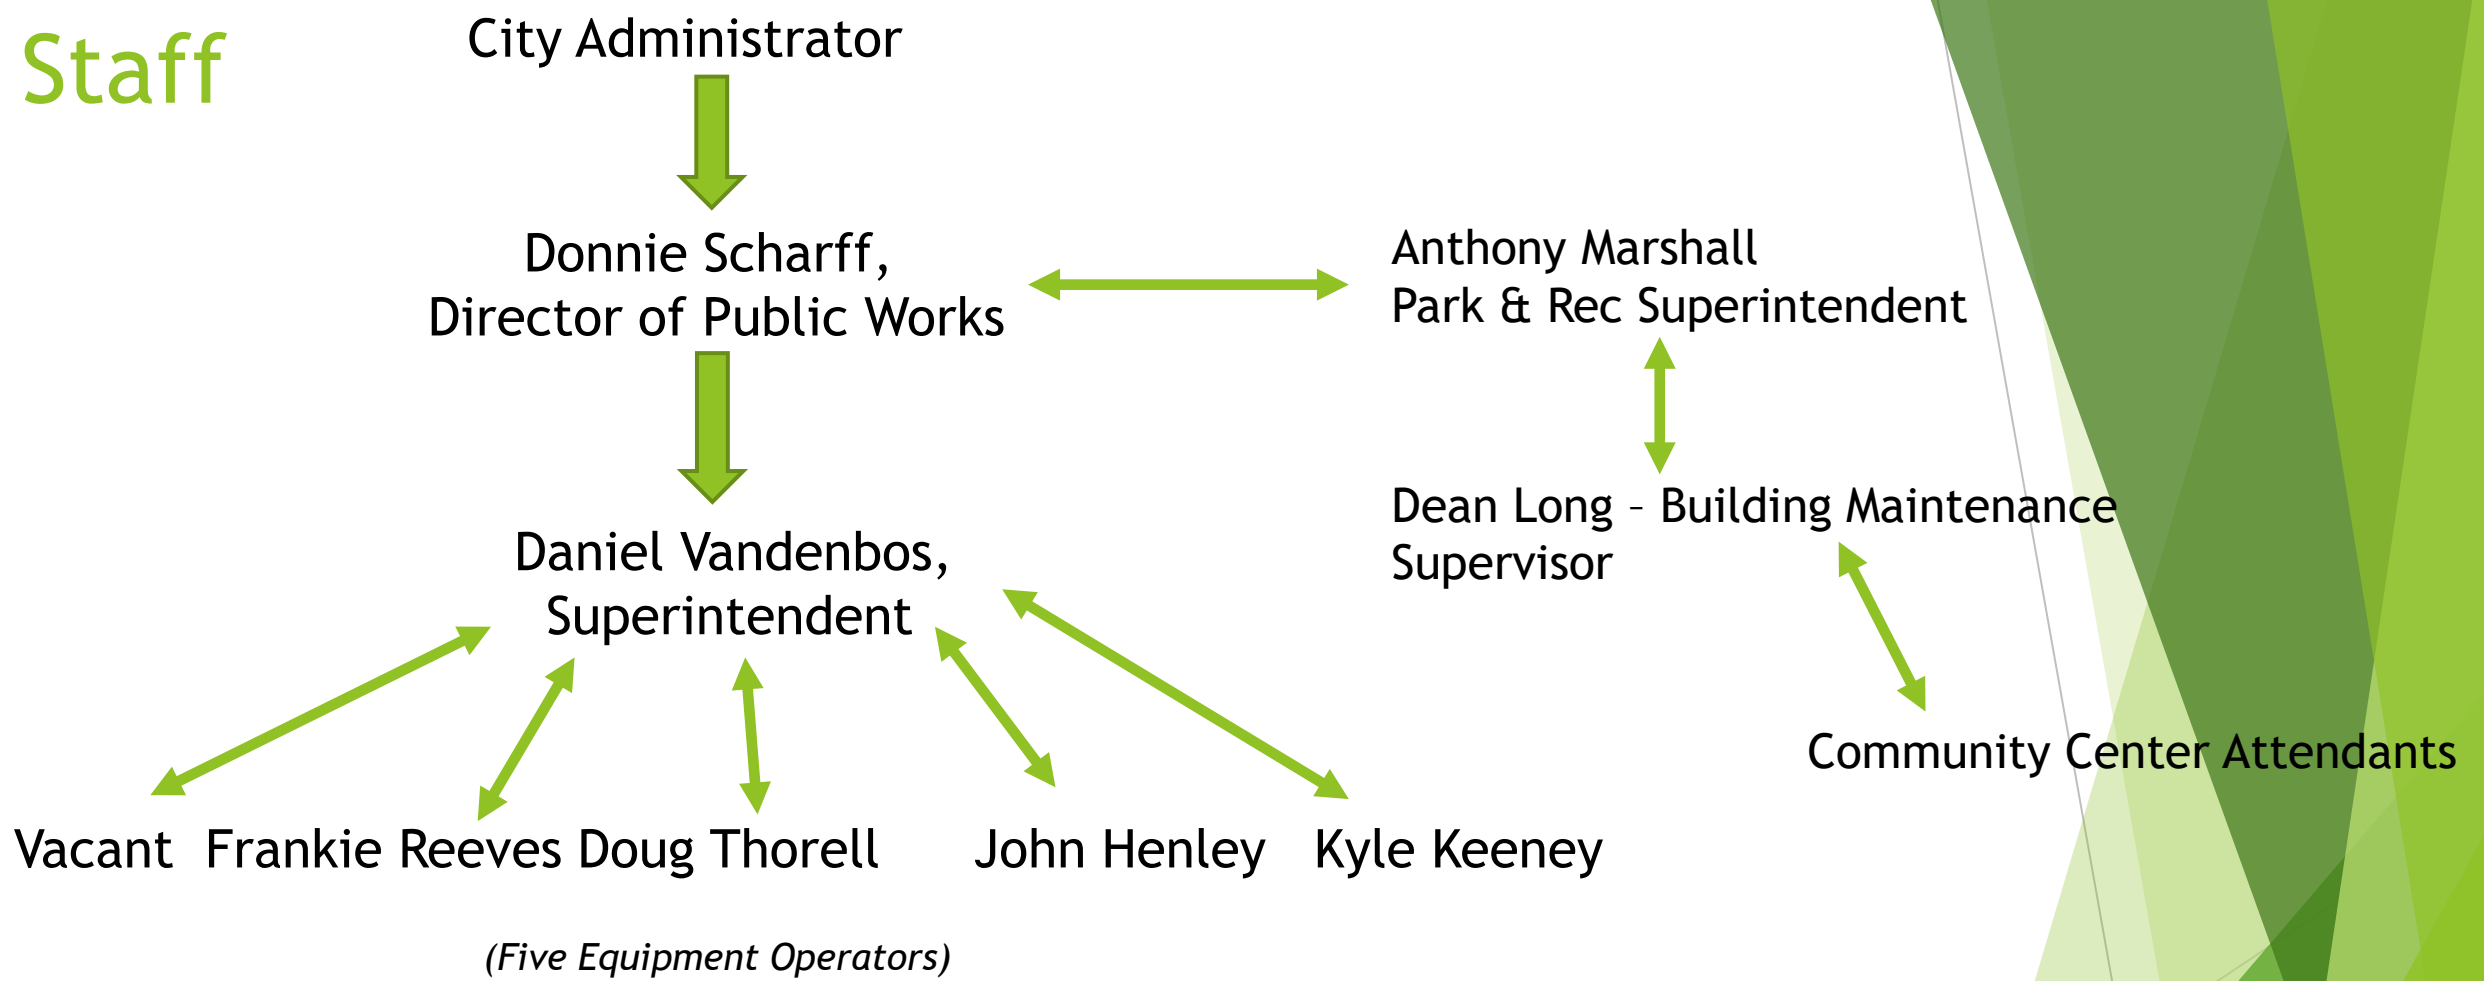 Staff
City Administrator
Donnie Scharff,
Director of Public Works
Anthony Marshall
Park & Rec Superintendent
Dean Long – Building Maintenance
Supervisor
Daniel Vandenbos,
Superintendent
Community Center Attendants
Vacant Frankie Reeves Doug Thorell John Henley Kyle Keeney
(Five Equipment Operators)